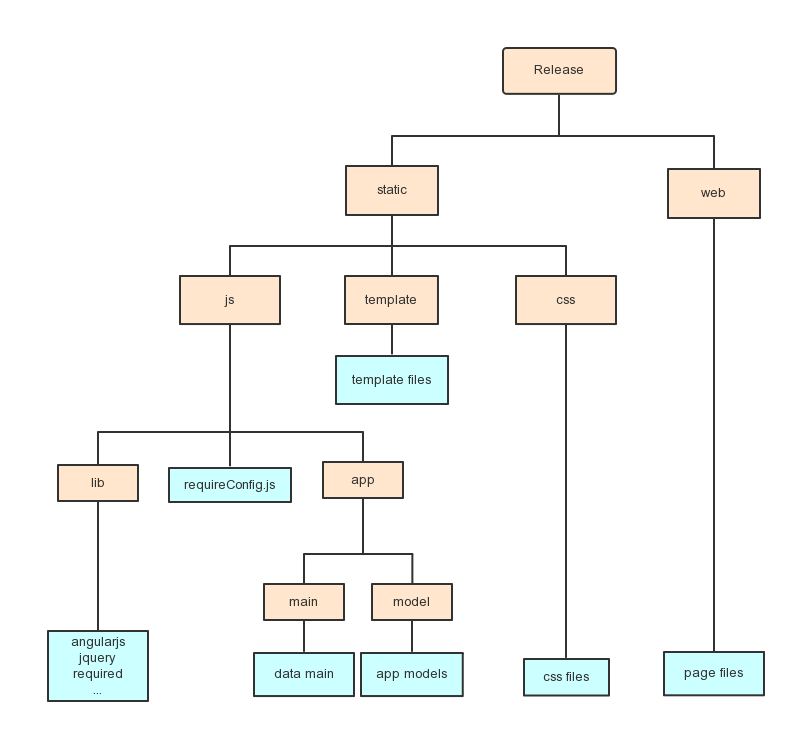 Release
static
web
js
template
css
template files
lib
requireConfig.js
app
main
model
angularjs
jquery
required
...
data main
app models
css files
page files